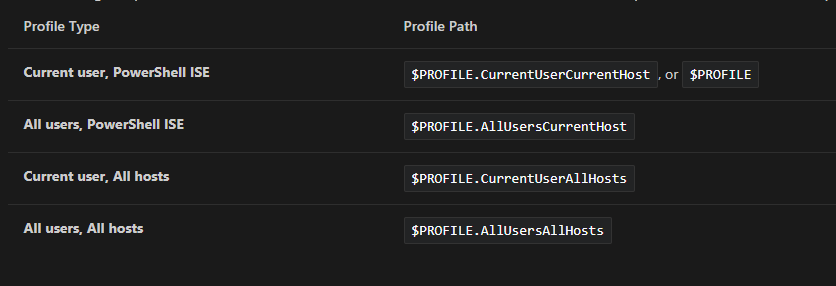 Profile Type Profile Path
Current user, PowerShell ISE $PROFILE.CurrentUserCurrentHost, or $PROFILE
All users, PowerShell ISE $PROFILE.AllUsersCurrentHost
Current user, All hosts $PROFILE.CurrentUserAllHosts
All users, All hosts $PROFILE.AllUsersAllHosts